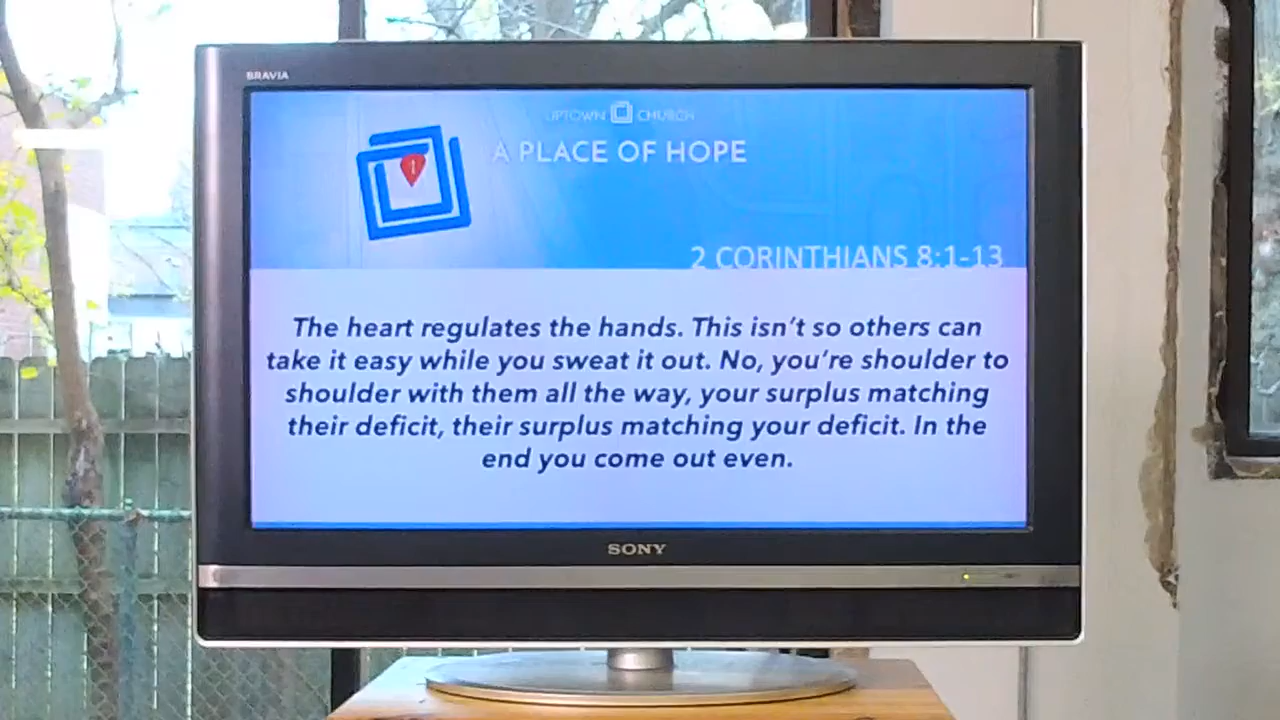 BRAVIA
UPTOWN CHURCH
A PLACE OF HOPE
2 CORINTHIANS 8:1-13
The heart regulates the hands. This isn't so others can
take it easy while you sweat it out. No, you're shoulder to
shoulder with them all the way, your surplus matching
their deficit, their surplus matching your deficit. In the
end you come out even.
SONY